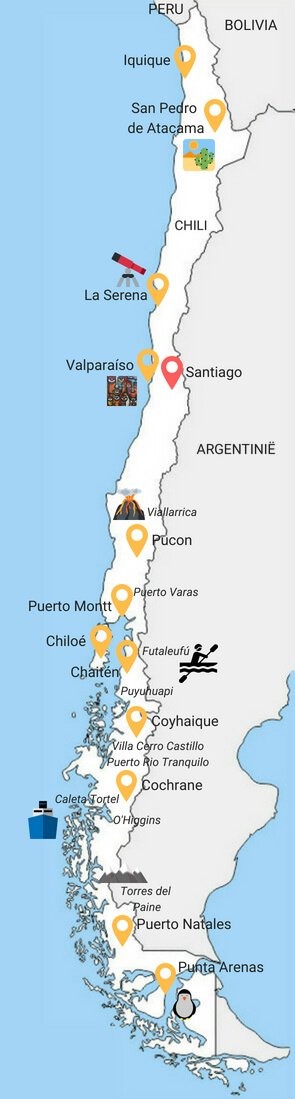 PERU
BOLIVIA
Iquique
San Pedro
de Atacama
CHILI
La Serena
Valparaíso
Santiago
ARGENTINIË
Viallarrica
Pucon
Puerto Varas
Puerto Montt
Chiloé
Futaleufú
Chaitén
Puyuhuapi
Coyhaique
Villa Cerro Castillo
Puerto Rio Tranquilo
Cochrane
Caleta Tortel
O'Higgins
Torres del
Paine
Puerto Natales
Punta Arenas